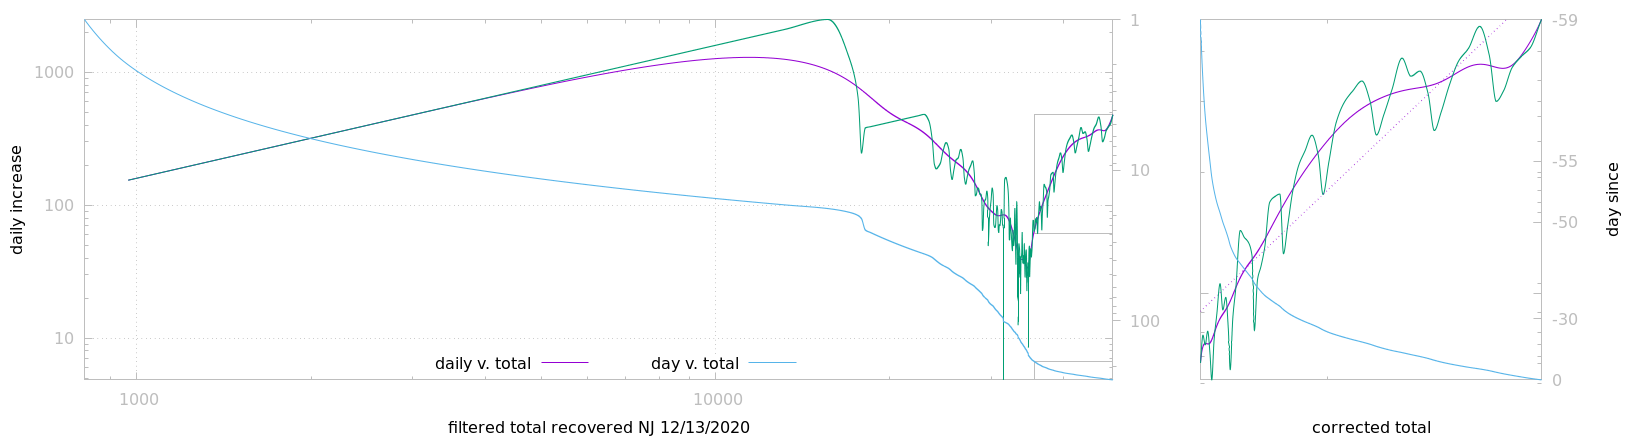 daily increase
1000
100
10
1000
10000
1
10
100
daily v. total
day v. total
filtered total recovered NJ 12/13/2020
-59
-55
-50
-30
0
day since
corrected total